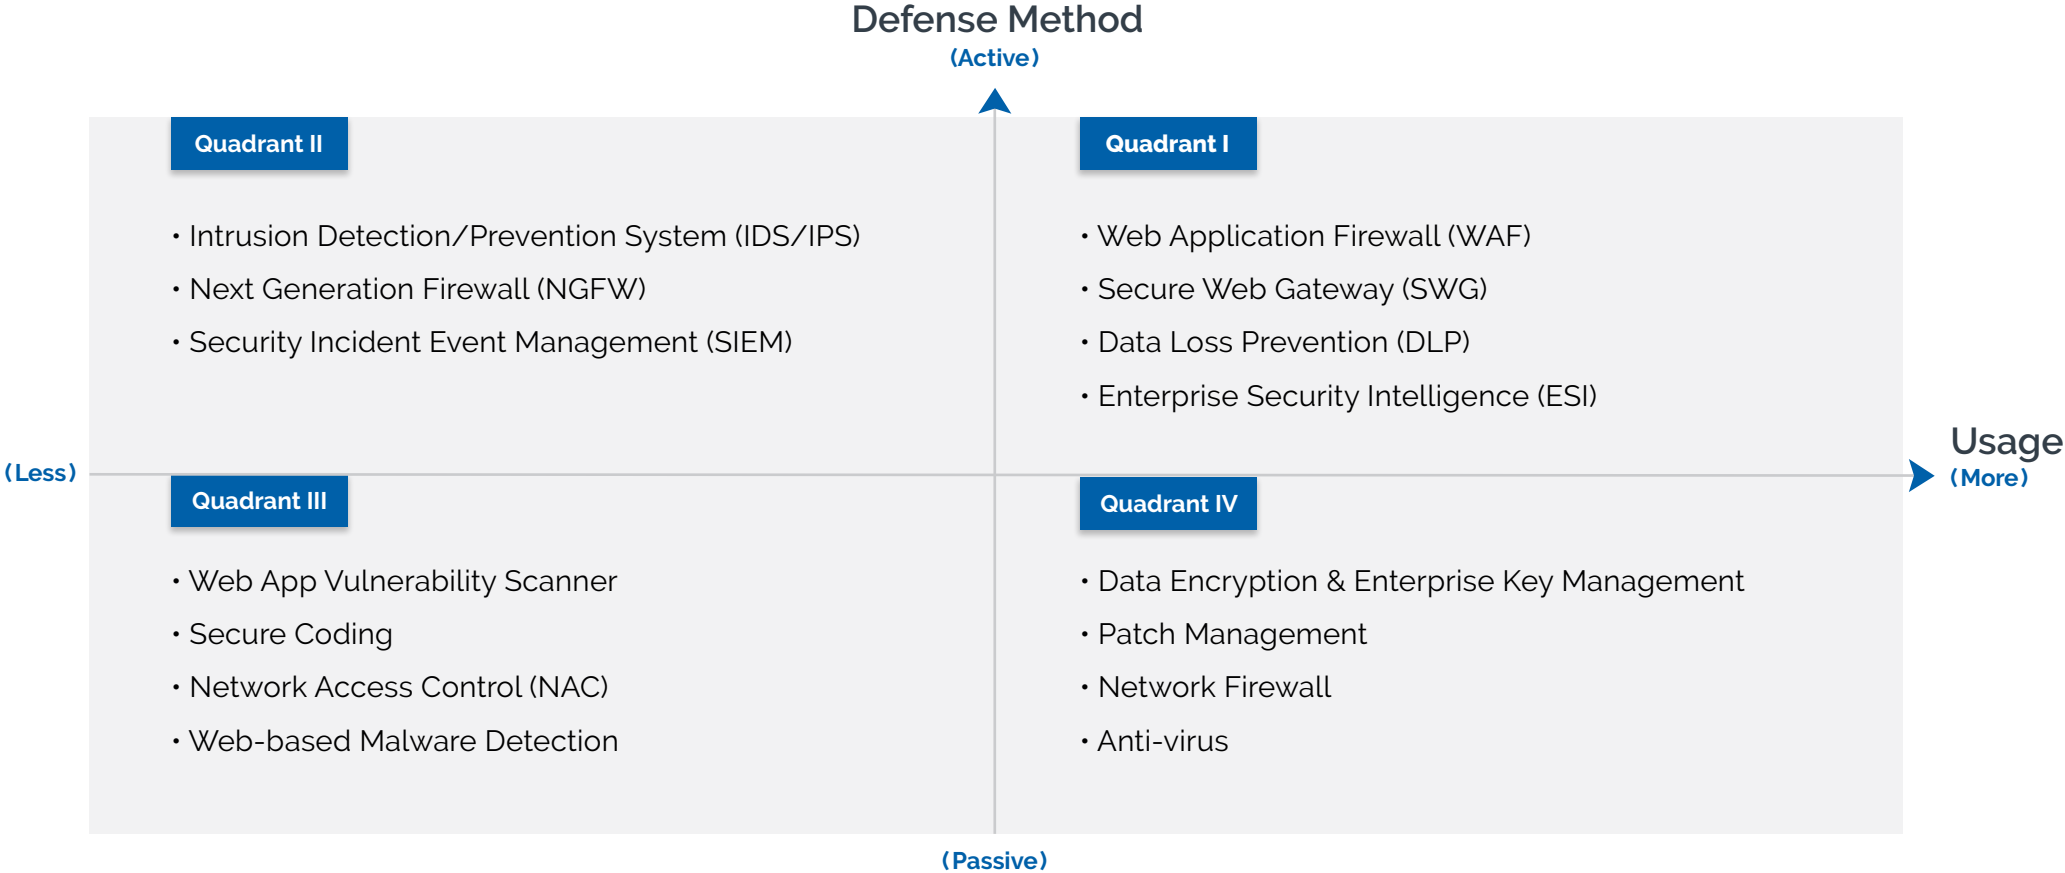 Defense Method
(Active)
Quadrant II
• Intrusion Detection/Prevention System (IDS/IPS)
• Next Generation Firewall (NGFW)
• Security Incident Event Management (SIEM)
Quadrant I
• Web Application Firewall (WAF)
• Secure Web Gateway (SWG)
• Data Loss Prevention (DLP)
• Enterprise Security Intelligence (ESI)
(Less)
Usage
(More)
Quadrant III
• Web App Vulnerability Scanner
• Secure Coding
• Network Access Control (NAC)
• Web-based Malware Detection
Quadrant IV
• Data Encryption & Enterprise Key Management
• Patch Management
• Network Firewall
• Anti-virus
(Passive)